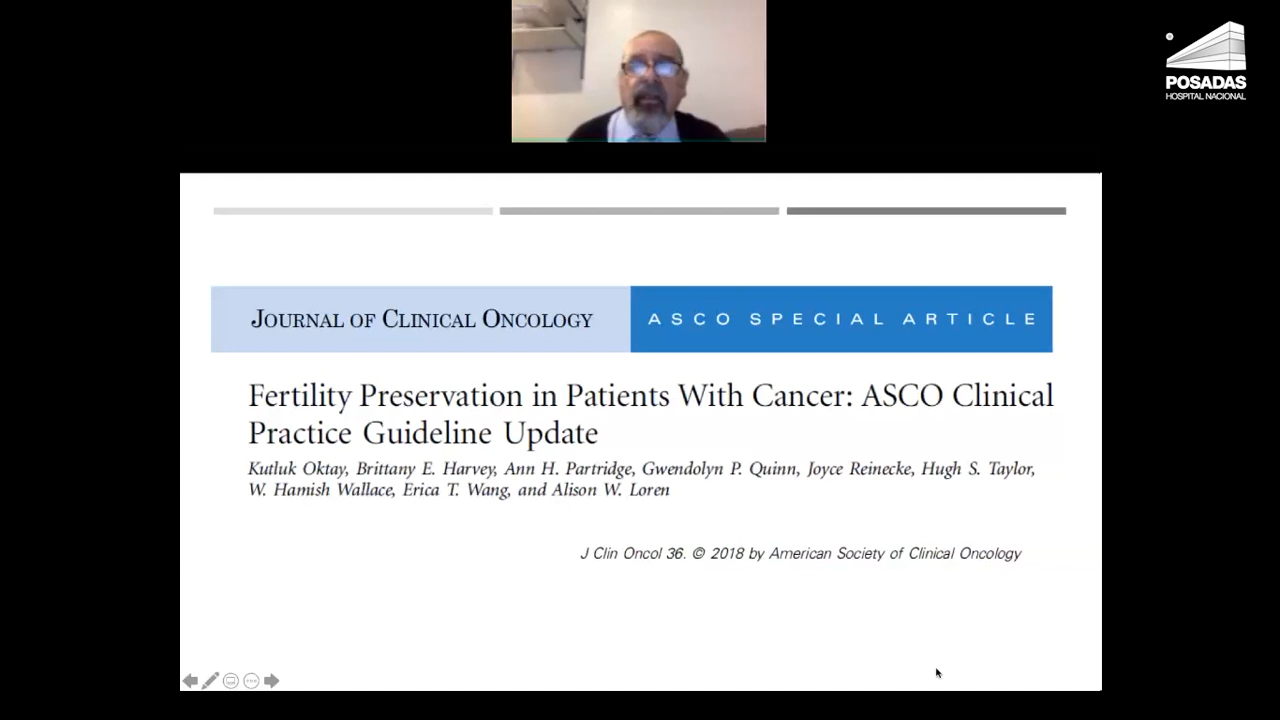 POSADAS
HOSPITAL NACIONAL
JOURNAL OF CLINICAL ONCOLOGY
ASCO SPECIAL ARTICLE
Fertility Preservation in Patients With Cancer: ASCO Clinical
Practice Guideline Update
Kutluk Oktay, Brittany E. Harvey, Ann H. Partridge, Gwendolyn P. Quinn, Joyce Reinecke, Hugh S. Taylor,
W. Hamish Wallace, Erica T. Wang, and Alison W. Loren
J Clin Oncol 36. © 2018 by American Society of Clinical Oncology